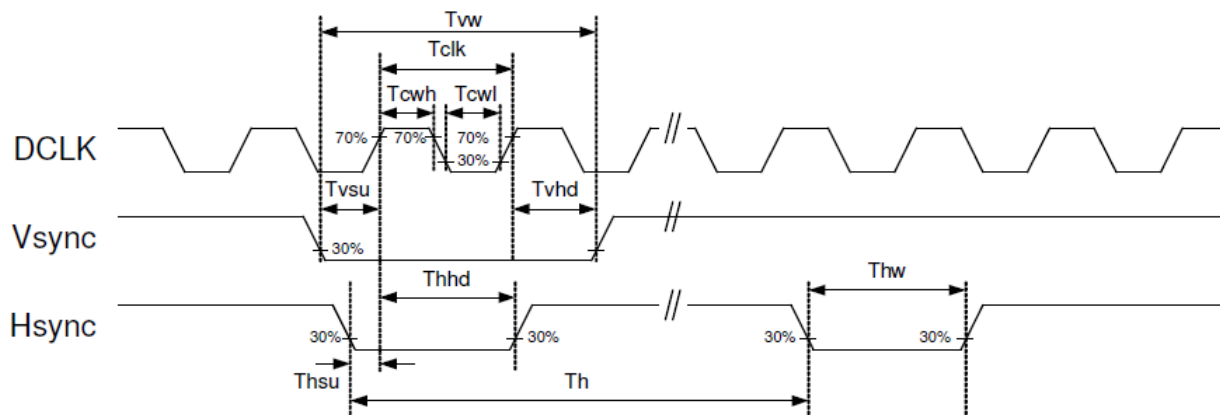 Tvw
Tclk
Tcwh Tcwl
DCLK 70% 70% 70%
30%
Tvsu Tvhd
Vsync 30%
Thhd Thw
Hsync 30% 30% 30% 30%
Thsu Th